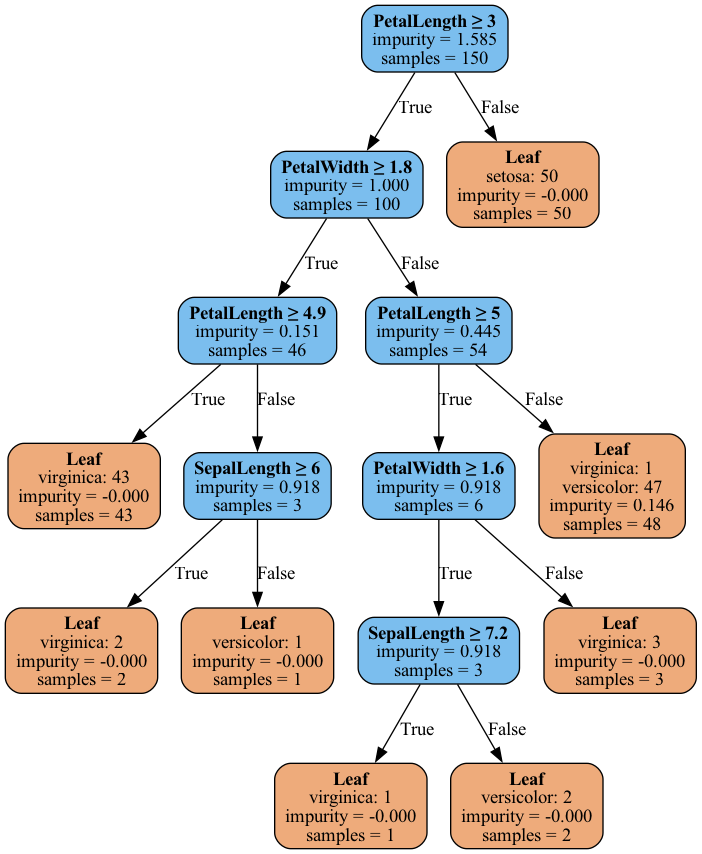 PetalLength ≥ 3
impurity = 1.585
samples = 150
True
False
PetalWidth ≥ 1.8
impurity = 1.000
samples = 100
Leaf
setosa: 50
impurity = -0.000
samples = 50
True
False
PetalLength ≥ 4.9
impurity = 0.151
samples = 46
PetalLength ≥ 5
impurity = 0.445
samples = 54
True
False
True
False
Leaf
virginica: 43
impurity = -0.000
samples = 43
SepalLength ≥ 6
impurity = 0.918
samples = 3
PetalWidth ≥ 1.6
impurity = 0.918
samples = 6
Leaf
virginica: 1
versicolor: 47
impurity = 0.146
samples = 48
True
False
True
False
Leaf
virginica: 2
impurity = -0.000
samples = 2
Leaf
versicolor: 1
impurity = -0.000
samples = 1
SepalLength ≥ 7.2
impurity = 0.918
samples = 3
Leaf
virginica: 3
impurity = -0.000
samples = 3
True
False
Leaf
virginica: 1
impurity = -0.000
samples = 1
Leaf
versicolor: 2
impurity = -0.000
samples = 2